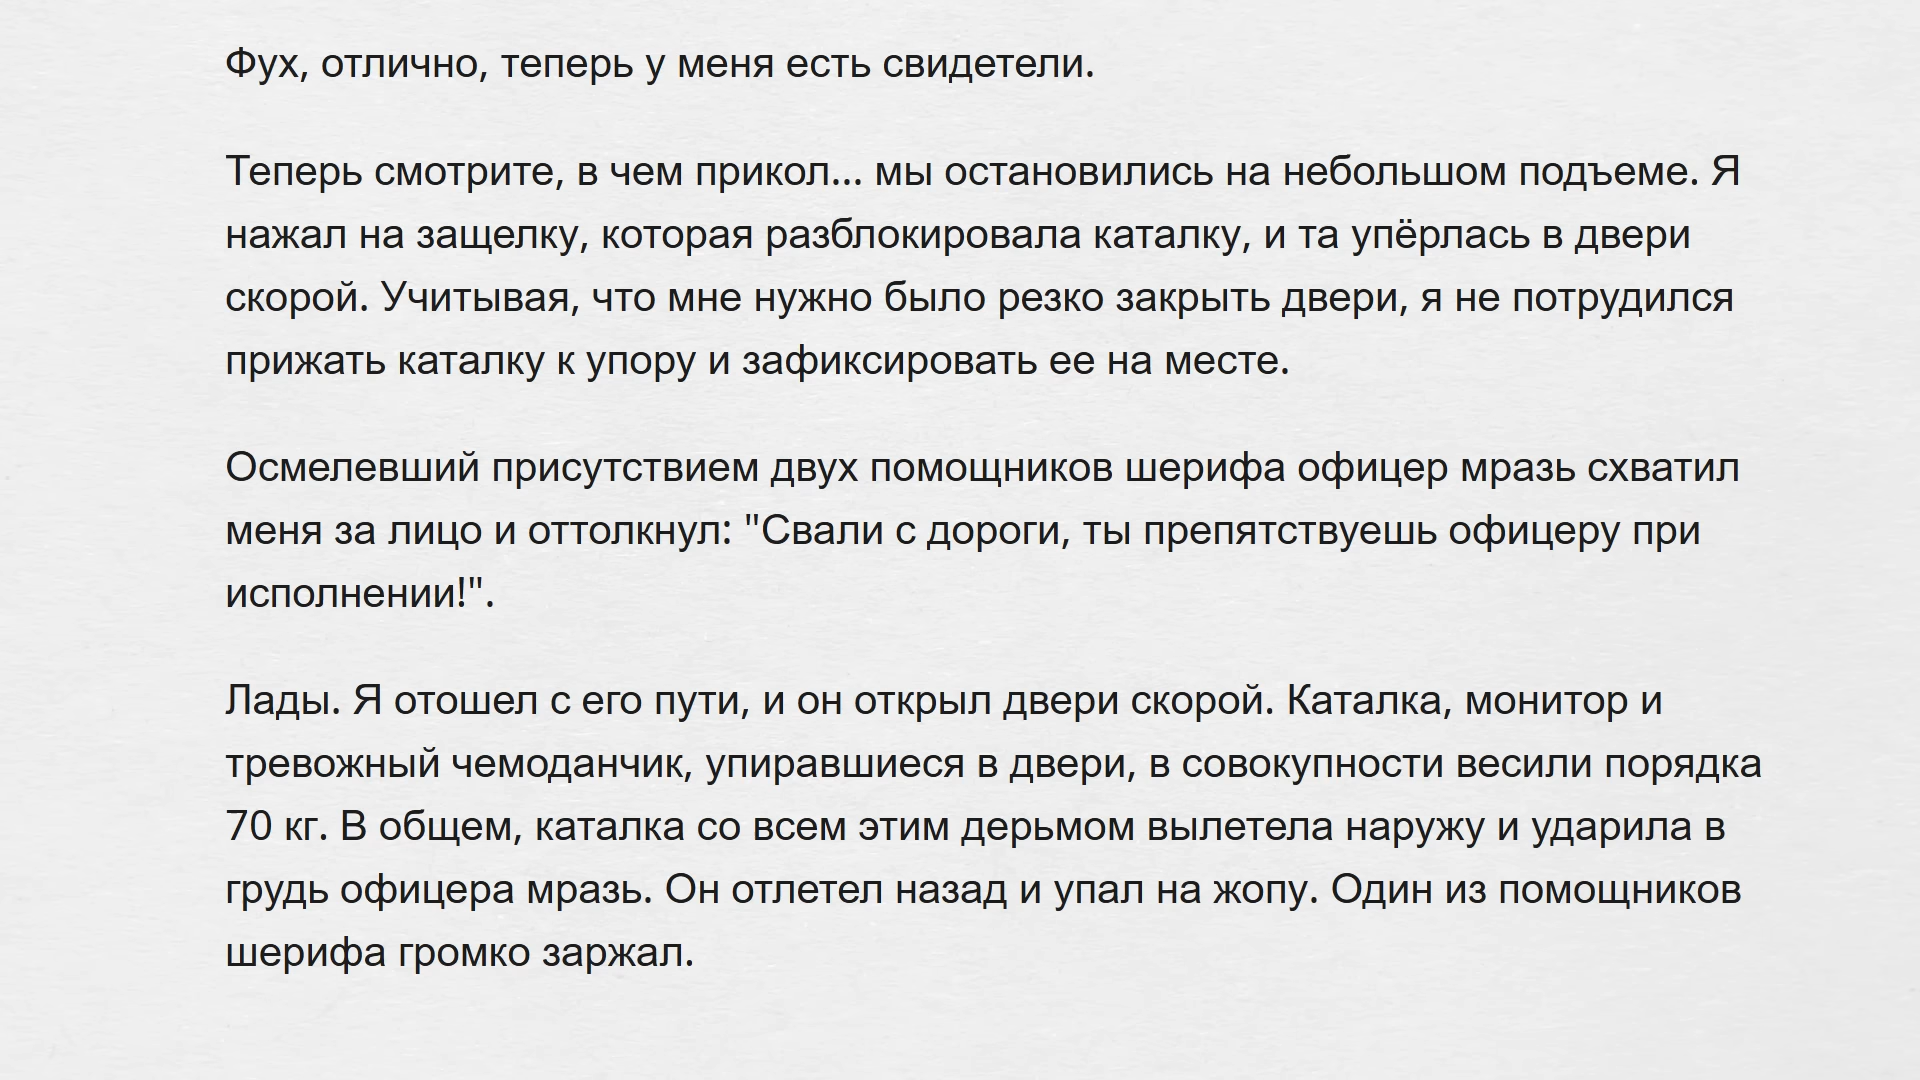 Фух, отлично, теперь у меня есть свидетели.
Теперь смотрите, в чем прикол... мы остановились на небольшом подъеме. Я
нажал на защелку, которая разблокировала каталку, и та упёрлась в двери
скорой. Учитывая, что мне нужно было резко закрыть двери, я не потрудился
прижать каталку к упору и зафиксировать ее на месте.
Осмелевший присутствием двух помощников шерифа офицер мразь схватил
меня за лицо и оттолкнул: "Свали с дороги, ты препятствуешь офицеру при
исполнении!".
Лады. Я отошел с его пути, и он открыл двери скорой. Каталка, монитор и
тревожный чемоданчик, упиравшиеся в двери, в совокупности весили порядка
70 кг. В общем, каталка со всем этим дерьмом вылетела наружу и ударила в
грудь офицера мразь. Он отлетел назад и упал на жопу. Один из помощников
шерифа громко заржал.